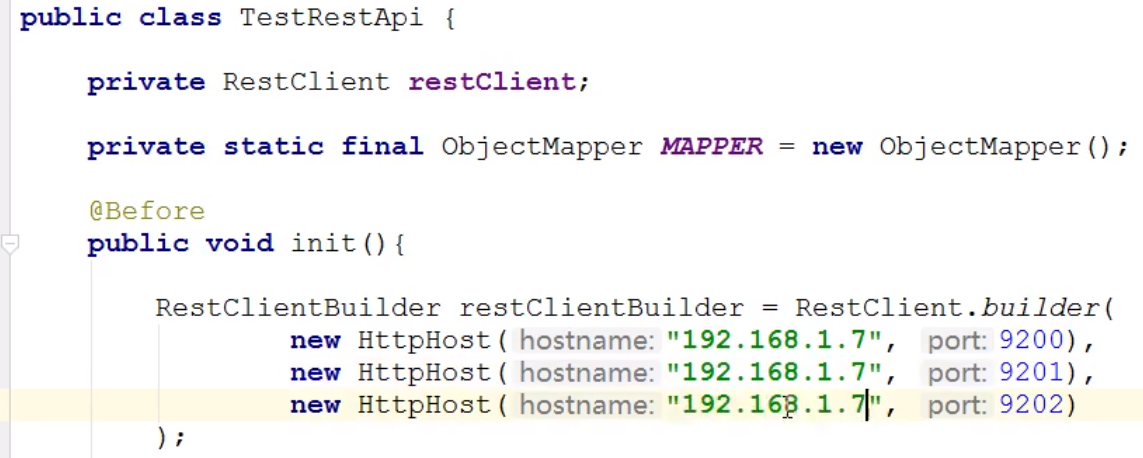 public class TestRestApi {
private RestClient restClient;
private static final ObjectMapper MAPPER = new ObjectMapper();
@Before
public void init(){
RestClientBuilder restClientBuilder = RestClient.builder(
new HttpHost( hostname: "192.168.1.7", port: 9200),
new HttpHost( hostname: "192.168.1.7", port: 9201),
new HttpHost( hostname: "192.168.1.7", port: 9202)
);